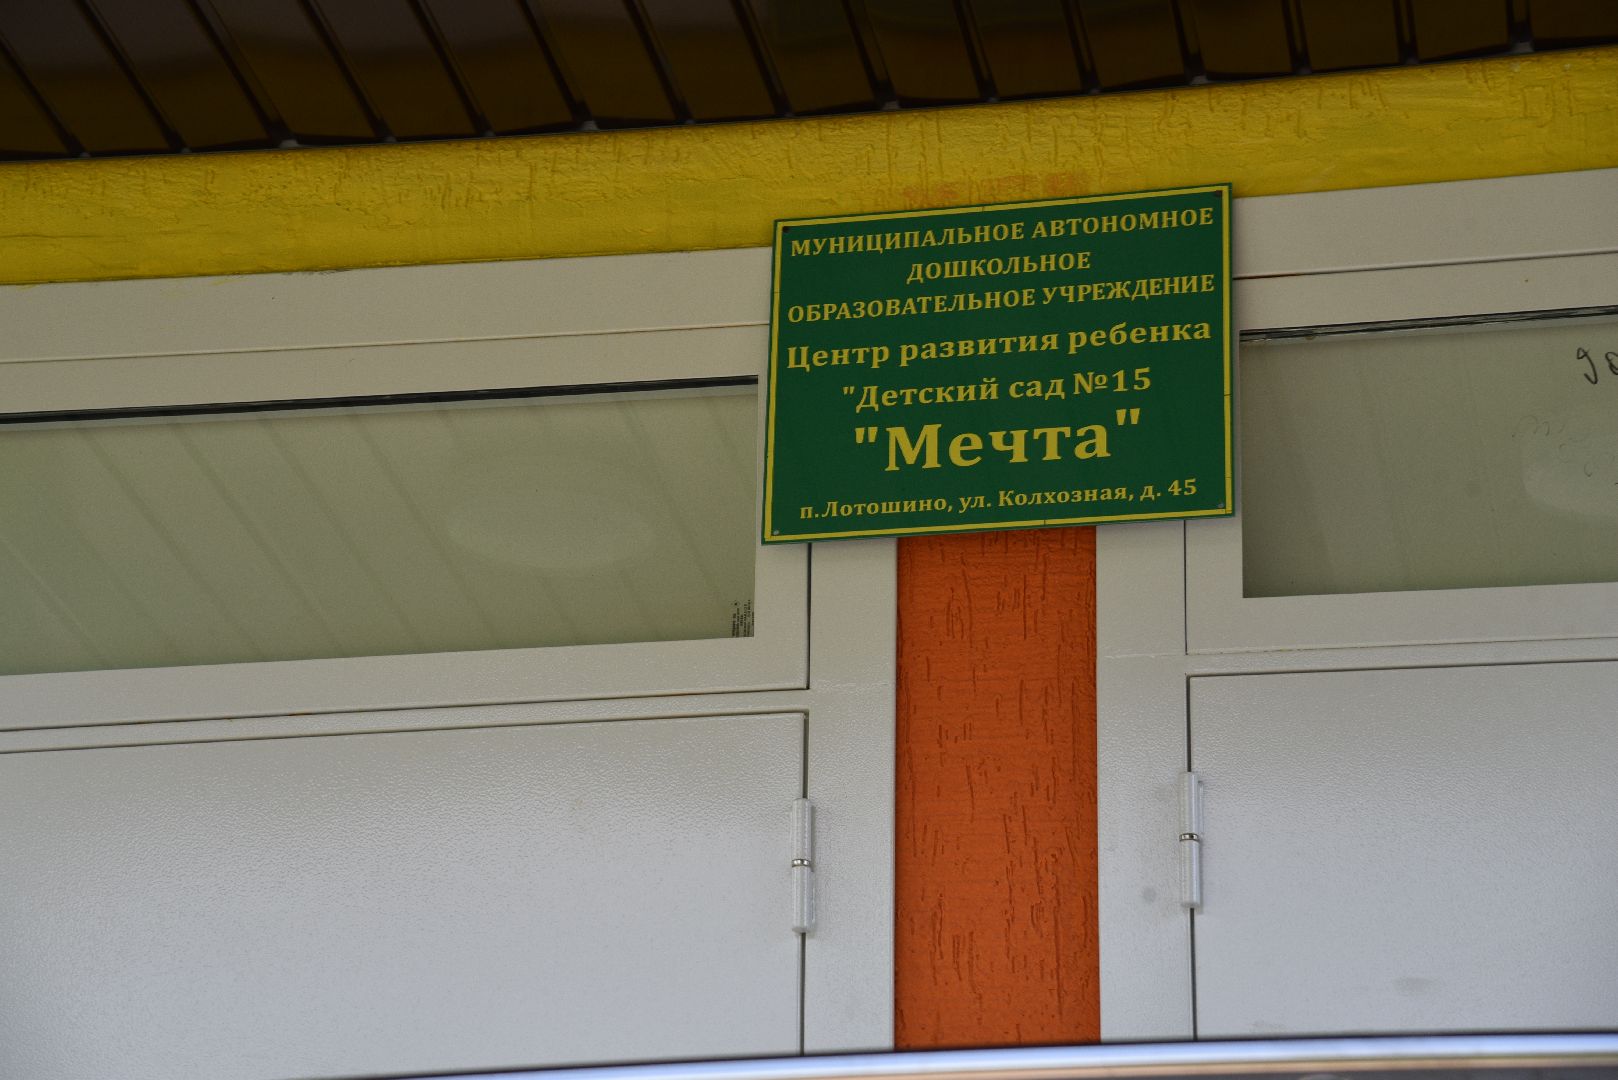 МУНИЦИПАЛЬНОЕ АВТОНОМНОЕ
ДОШКОЛЬНОЕ
ОБРАЗОВАТЕЛЬНОЕ УЧРЕЖДЕНИЕ
Центр развития ребенка
"Детский сад №15
"Мечта"
п.Лотошино, ул. Колхозная, д. 45